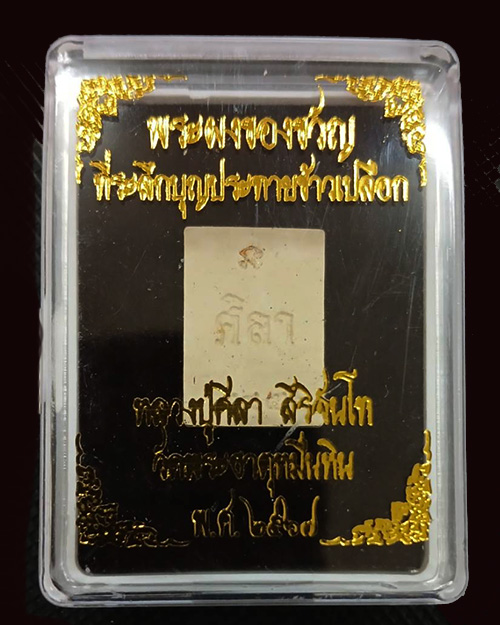 พระผงของขวัญ
ที่ระลึกบุญประทายข้าวเปลือก
ศิลา
หลวงปู่ศิลา สิริจันโท
วัดพระธาตุหมื่นหิน
พ.ศ. ๒๕๖๗